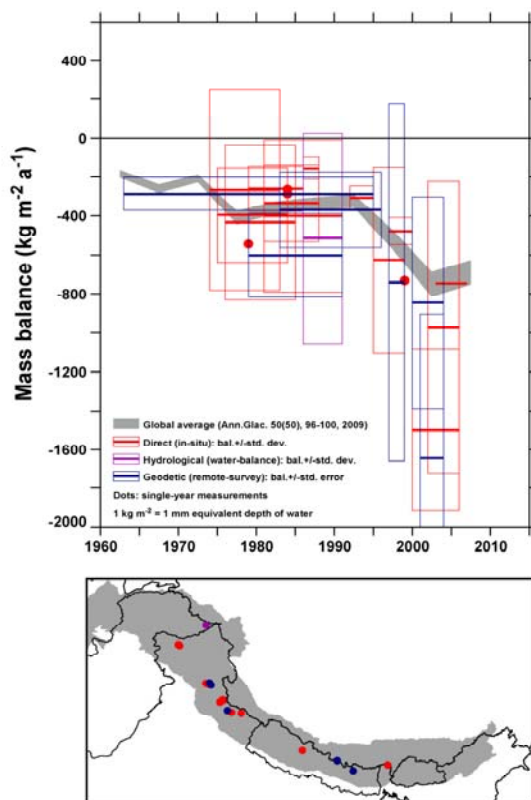 400
0
-400
-800
-1200
-1600
-2000
Mass balance (kg m⁻² a⁻¹)
Global average (Ann.Glac. 50(50), 96-100, 2009)
Direct (in-situ): bal.+/-std. dev.
Hydrological (water-balance): bal.+/-std. dev.
Geodetic (remote-survey): bal.+/-std. error
Dots: single-year measurements
1 kg m⁻² = 1 mm equivalent depth of water
1960 1970 1980 1990 2000 2010